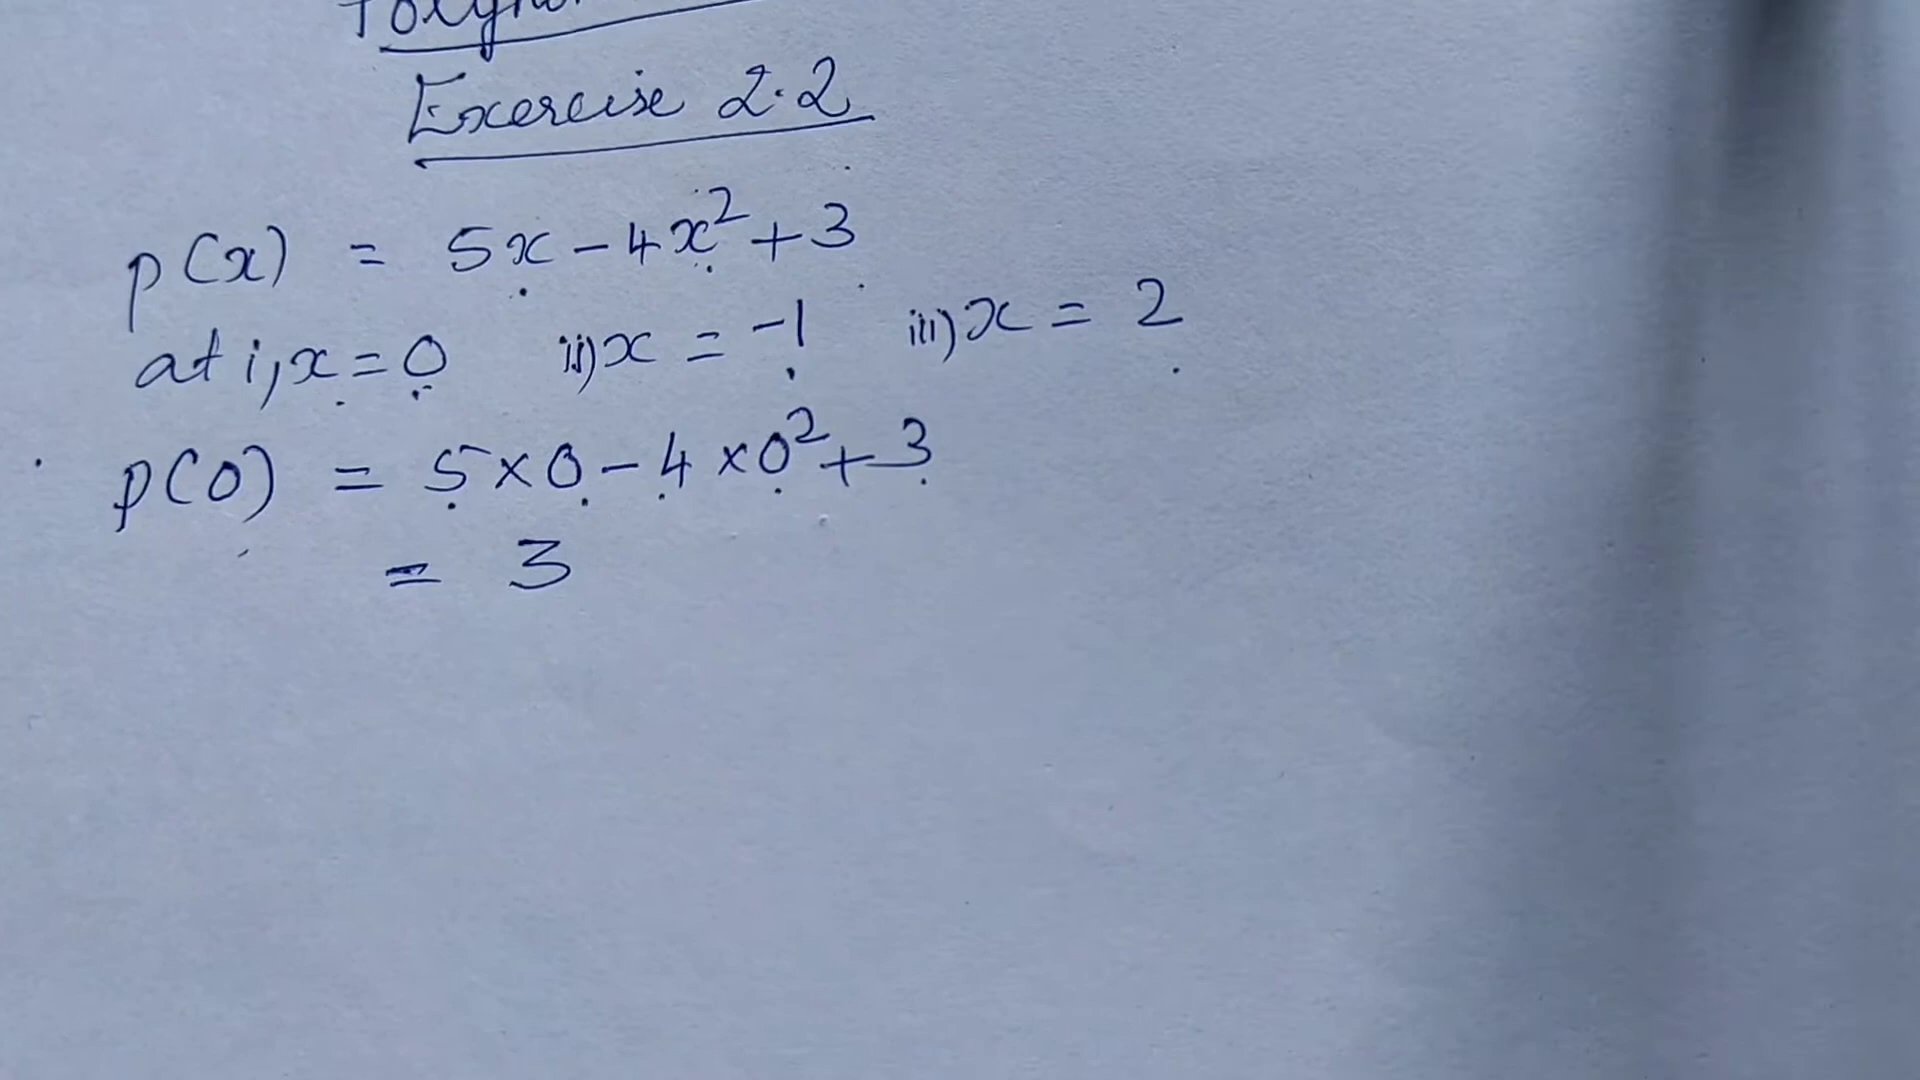 Exercise 2.2
p(x) = 5x - 4x² + 3
at i, x = 0 ii) x = -1 iii) x = 2
p(0) = 5 × 0 - 4 × 0² + 3
= 3